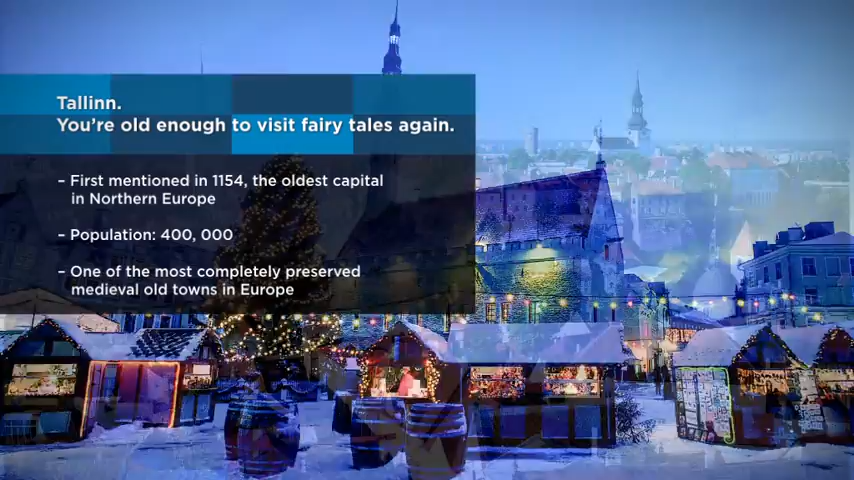 Tallinn.
You're old enough to visit fairy tales again.
– First mentioned in 1154, the oldest capital
in Northern Europe
– Population: 400, 000
– One of the most completely preserved
medieval old towns in Europe